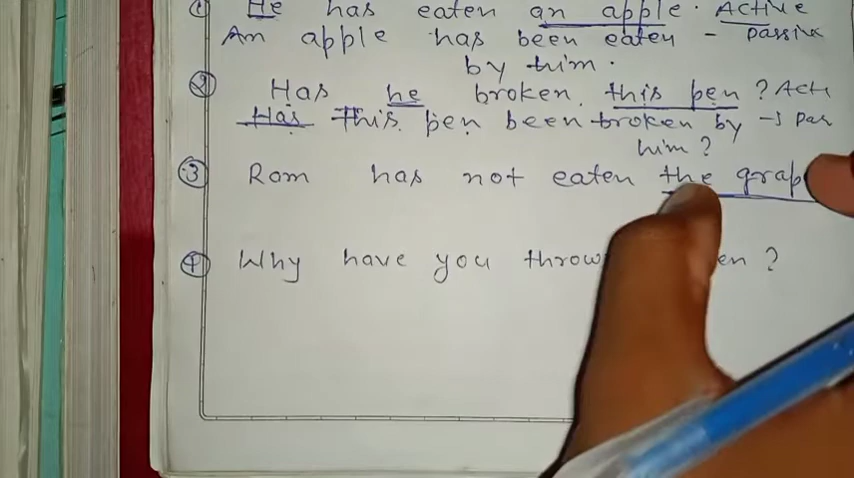 ① He has eaten an apple. Active
An apple has been eaten - passive
by him.
② Has he broken this pen ? Acti
Has This pen been broken by → pas
him ?
③ Ram has not eaten the grap
④ Why have you throw en ?